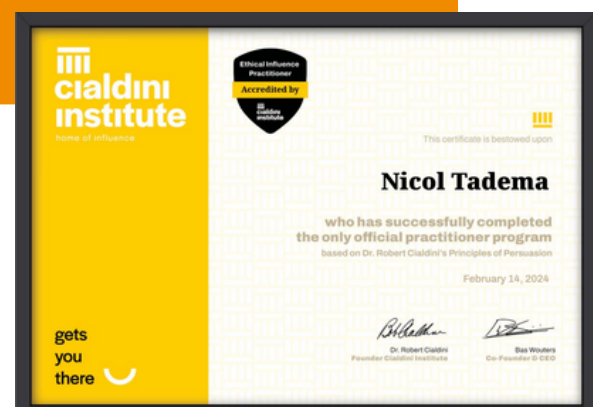 cialdini
institute
home of influence
Ethical Influence
Practitioner
Accredited by
cialdini
institute
This certificate is bestowed upon
Nicol Tadema
who has successfully completed
the only official practitioner program
based on Dr. Robert Cialdini's Principles of Persuasion
February 14, 2024
Dr. Robert Cialdini
Founder Cialdini Institute
Bas Wouters
Co-Founder & CEO
gets
you
there